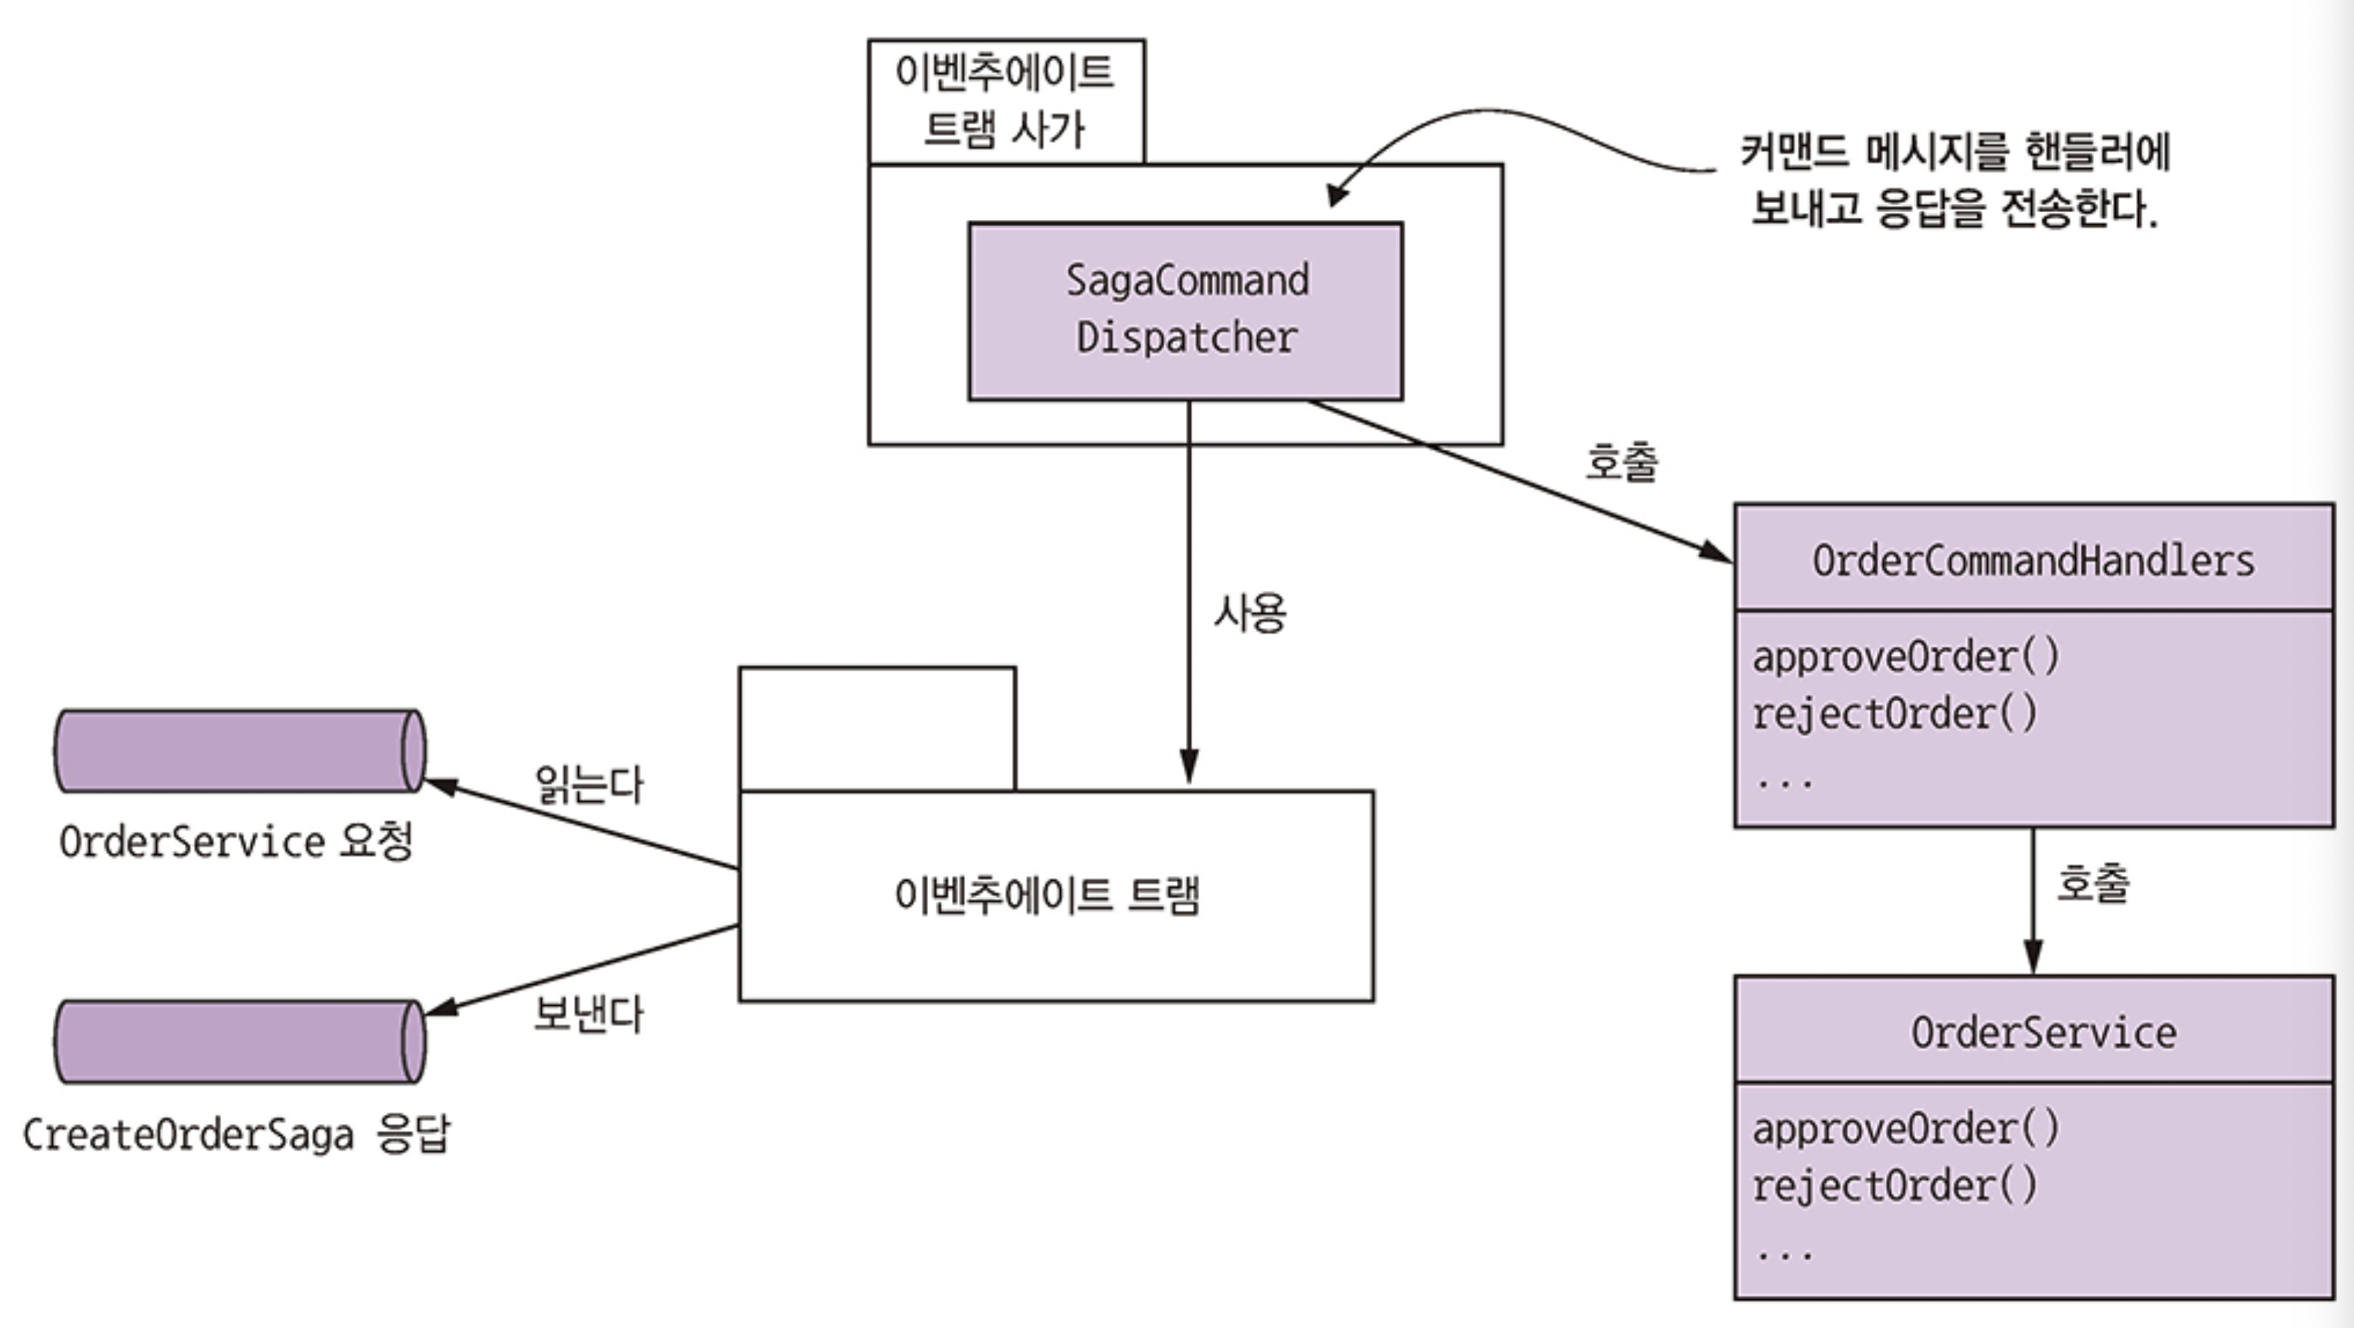 이벤추에이트
트램 사가
커맨드 메시지를 핸들러에
보내고 응답을 전송한다.
SagaCommand
Dispatcher
호출
OrderCommandHandlers
approveOrder()
rejectOrder()
...
사용
읽는다
OrderService 요청
이벤추에이트 트램
호출
보낸다
CreateOrderSaga 응답
OrderService
approveOrder()
rejectOrder()
...